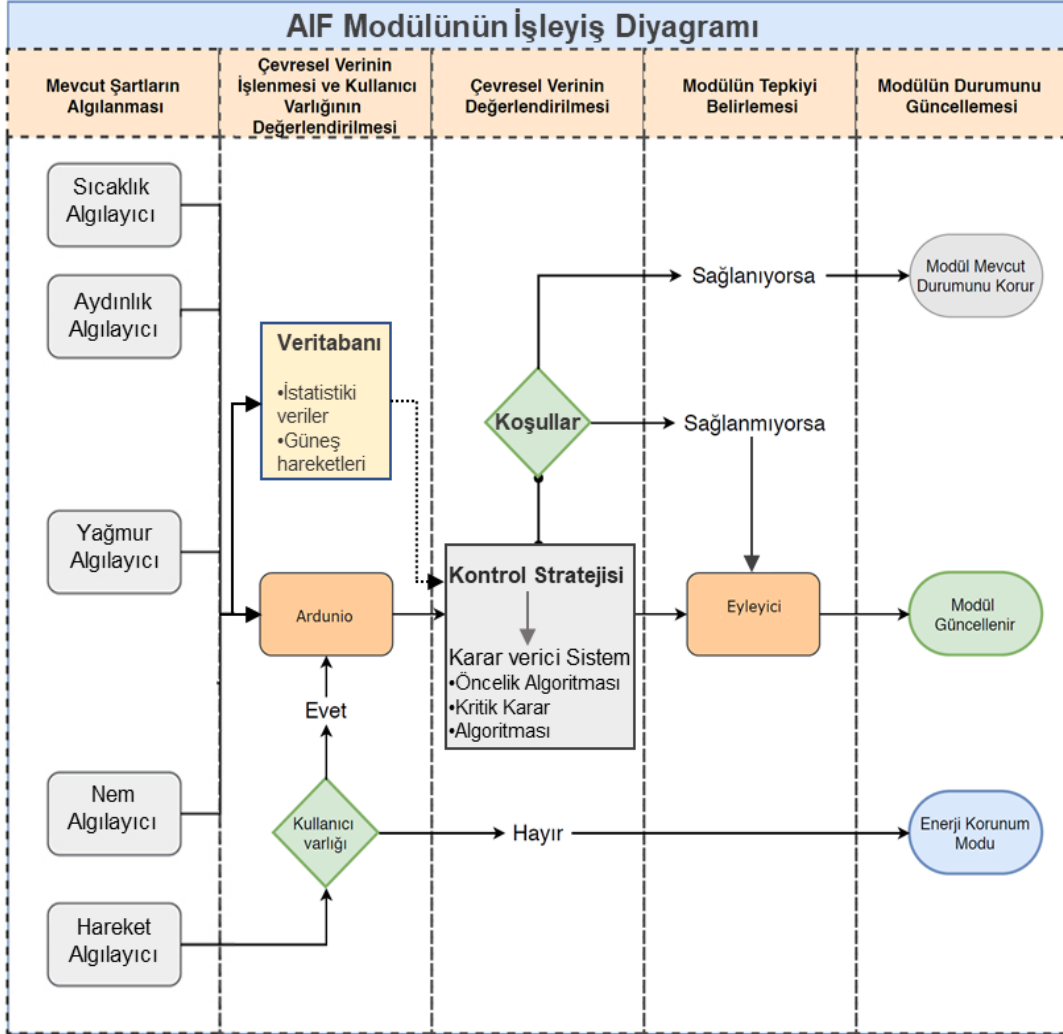 AIF Modülünün İşleyiş Diyagramı
Mevcut Şartların
Algılanması
Çevresel Verinin
İşlenmesi ve Kullanıcı
Varlığının
Değerlendirilmesi
Çevresel Verinin
Değerlendirilmesi
Modülün Tepkiyi
Belirlemesi
Modülün Durumunu
Güncellemesi
Sıcaklık
Algılayıcı
Aydınlık
Algılayıcı
Yağmur
Algılayıcı
Nem
Algılayıcı
Hareket
Algılayıcı
Veritabanı
•İstatistiki
veriler
•Güneş
hareketleri
Ardunio
Evet
Kullanıcı
varlığı
Koşullar
Kontrol Stratejisi
Karar verici Sistem
•Öncelik Algoritması
•Kritik Karar
•Algoritması
Hayır
Sağlanıyorsa
Sağlanmıyorsa
Eyleyici
Modül Mevcut
Durumunu Korur
Modül
Güncellenir
Enerji Korunum
Modu